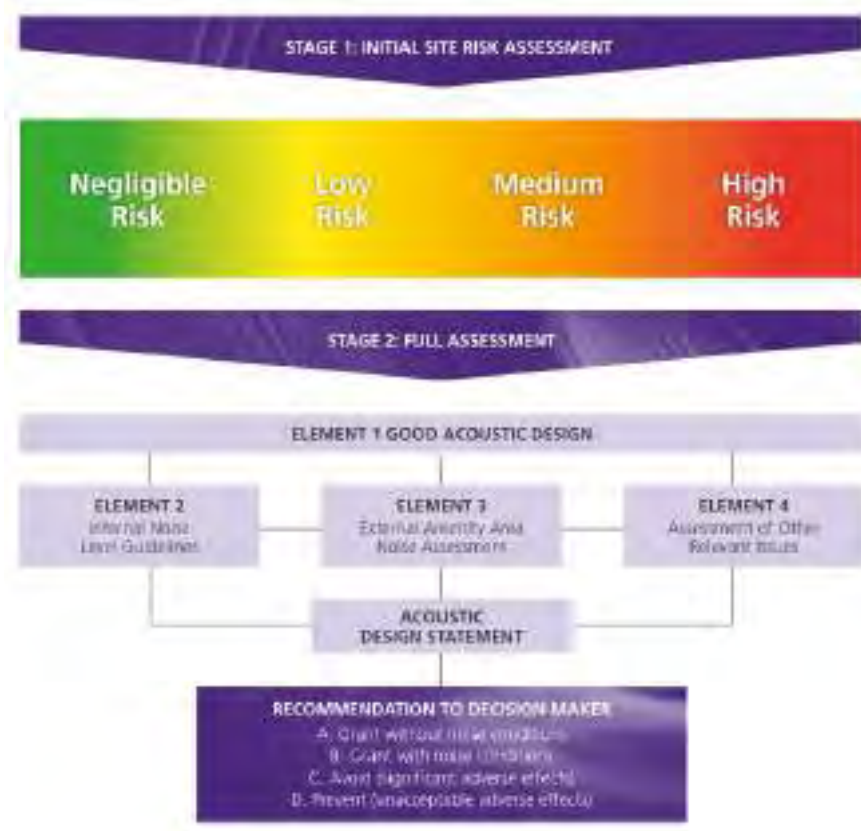 STAGE 1: INITIAL SITE RISK ASSESSMENT
Negligible
Risk
Low
Risk
Medium
Risk
High
Risk
STAGE 2: FULL ASSESSMENT
ELEMENT 1 GOOD ACOUSTIC DESIGN
ELEMENT 2
Internal Noise
Level Guidelines
ELEMENT 3
External Amenity Area
Noise Assessment
ELEMENT 4
Assessment of Other
Relevant Issues
ACOUSTIC
DESIGN STATEMENT
RECOMMENDATION TO DECISION MAKER
A. Grant without noise conditions
B. Grant with noise conditions
C. Avoid (significant adverse effects)
D. Prevent (unacceptable adverse effects)